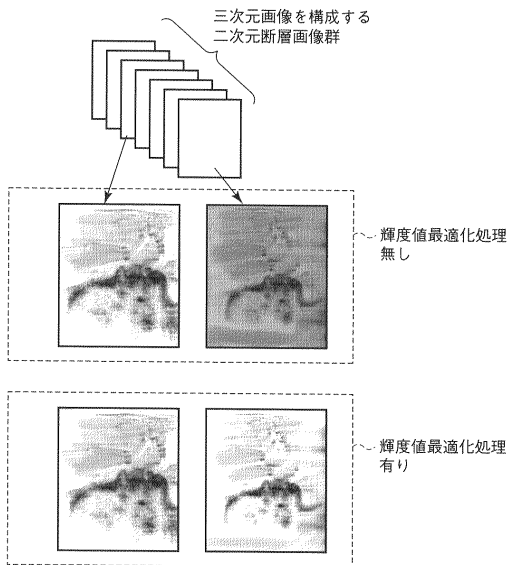 三次元画像を構成する
二次元断層画像群
輝度値最適化処理
無し
輝度値最適化処理
有り